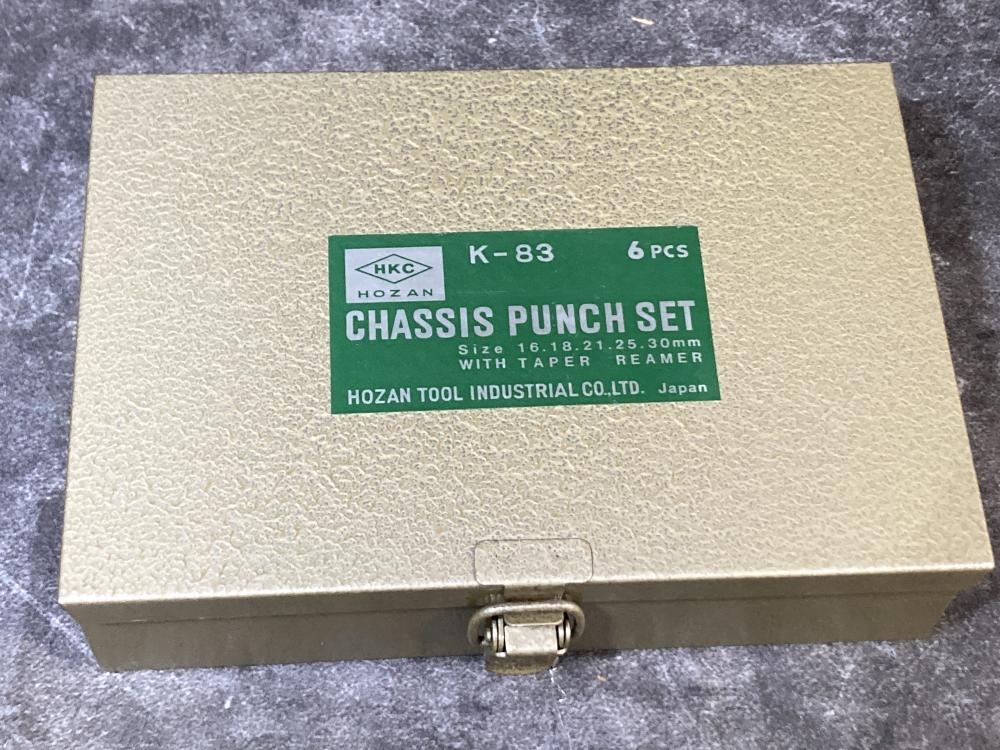 K-83 6 PCS
HKC
HOZAN
CHASSIS PUNCH SET
Size 16.18.21.25.30mm
WITH TAPER REAMER
HOZAN TOOL INDUSTRIAL CO.,LTD. Japan